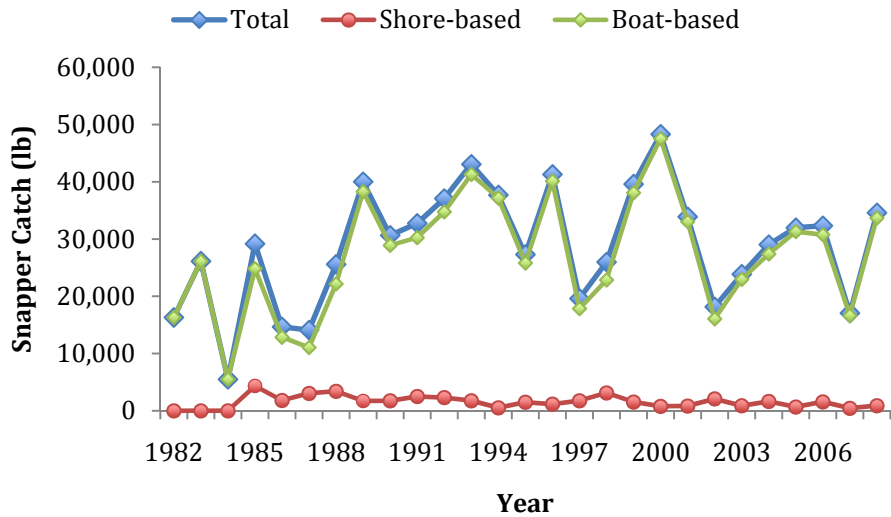 Total Shore-based Boat-based
60,000
50,000
40,000
30,000
20,000
10,000
0
Snapper Catch (lb)
1982 1985 1988 1991 1994 1997 2000 2003 2006
Year